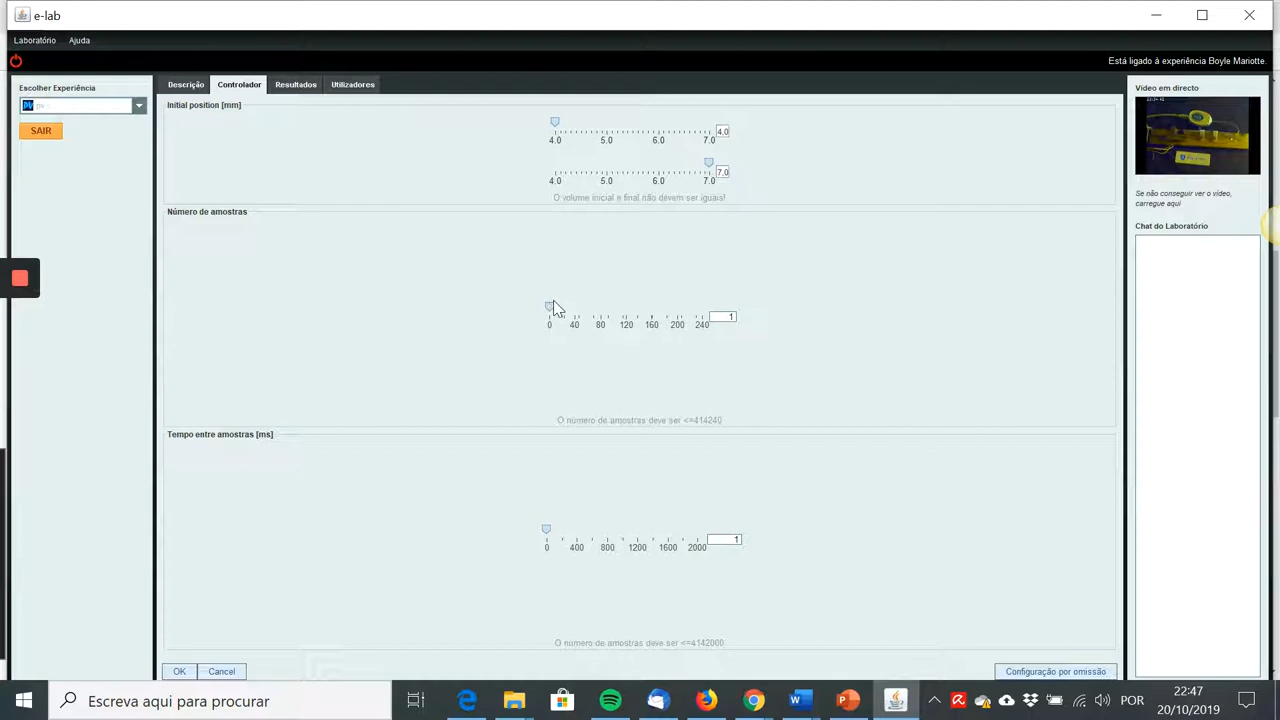 e-lab
Laboratório Ajuda
Está ligado à experiência Boyle Mariotte.
Escolher Experiência
pv
SAIR
Descrição Controlador Resultados Utilizadores
Initial position [mm]
4.0 5.0 6.0 7.0 4.0
4.0 5.0 6.0 7.0 7.0
O volume inicial e final não devem ser iguais!
Número de amostras
0 40 80 120 160 200 240 1
O número de amostras deve ser <=414240
Tempo entre amostras [ms]
0 400 800 1200 1600 2000 1
O número de amostras deve ser <=4142000
OK Cancel Configuração por omissão
Vídeo em directo
Se não conseguir ver o vídeo,
carregue aqui
Chat do Laboratório
Escreva aqui para procurar
POR
22:47
20/10/2019